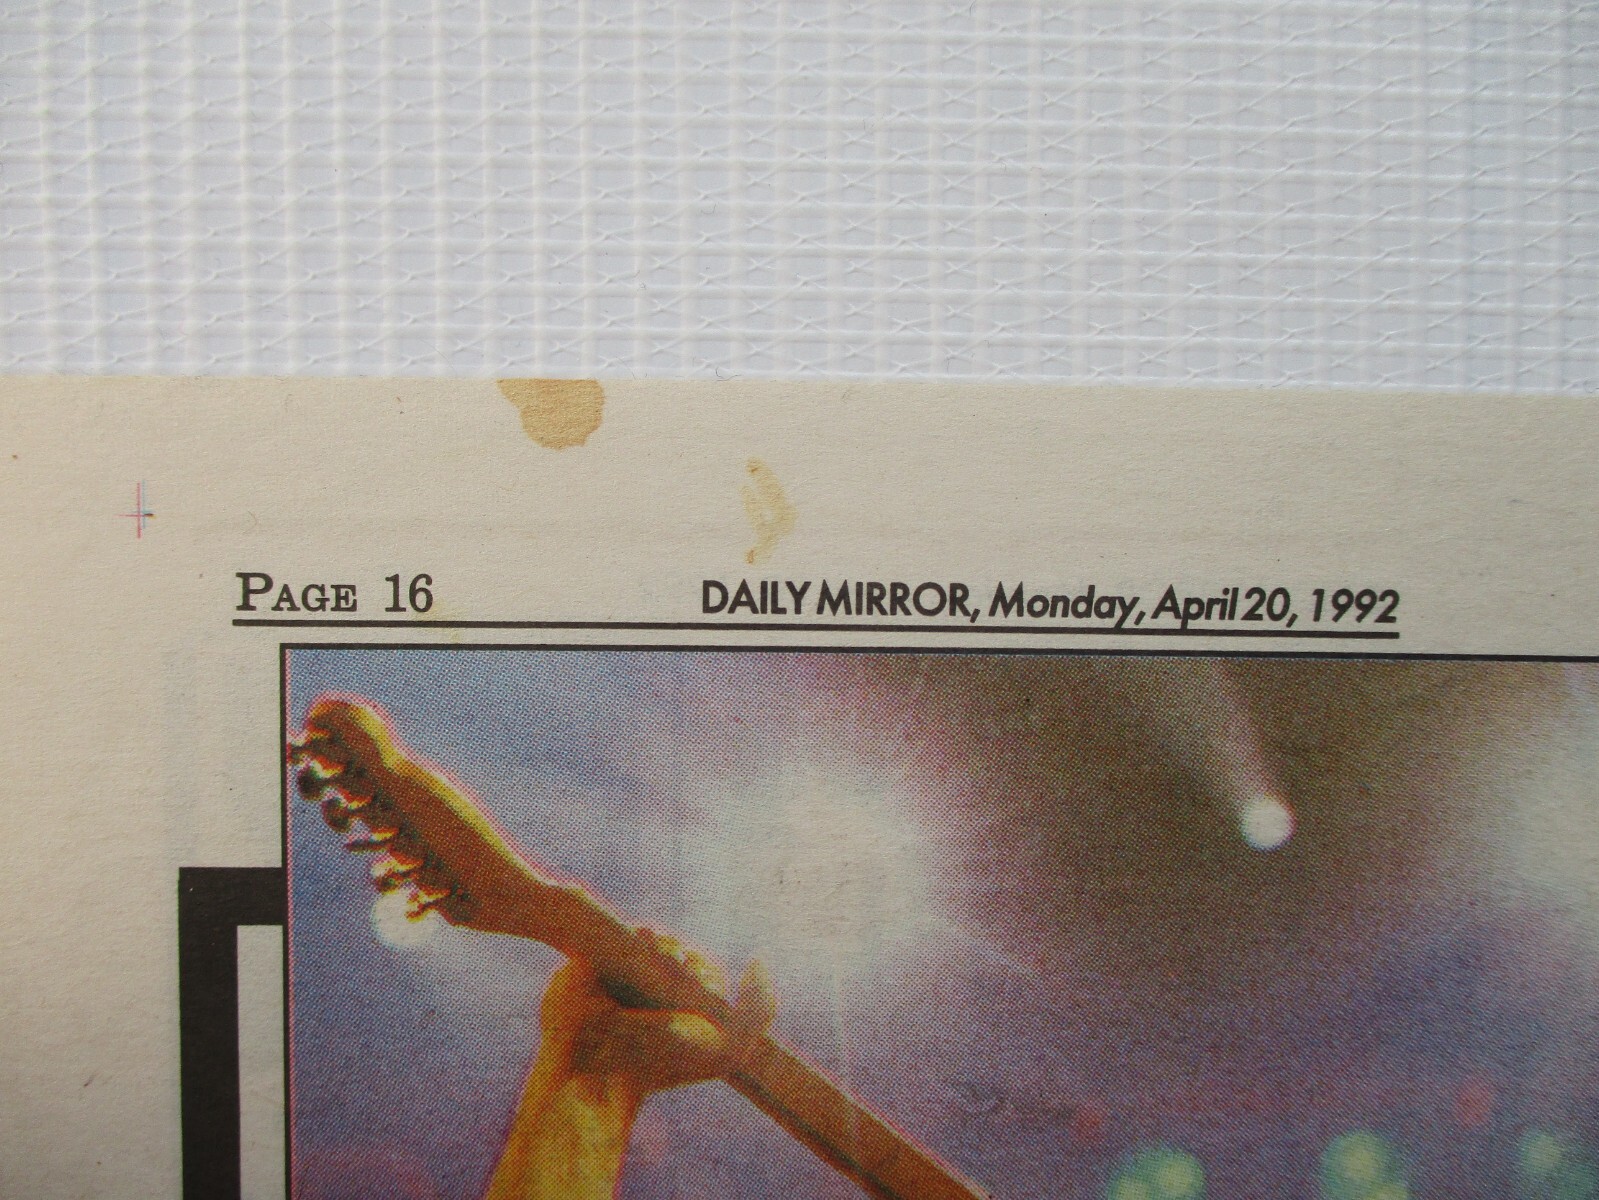 PAGE 16
DAILY MIRROR, Monday, April 20, 1992